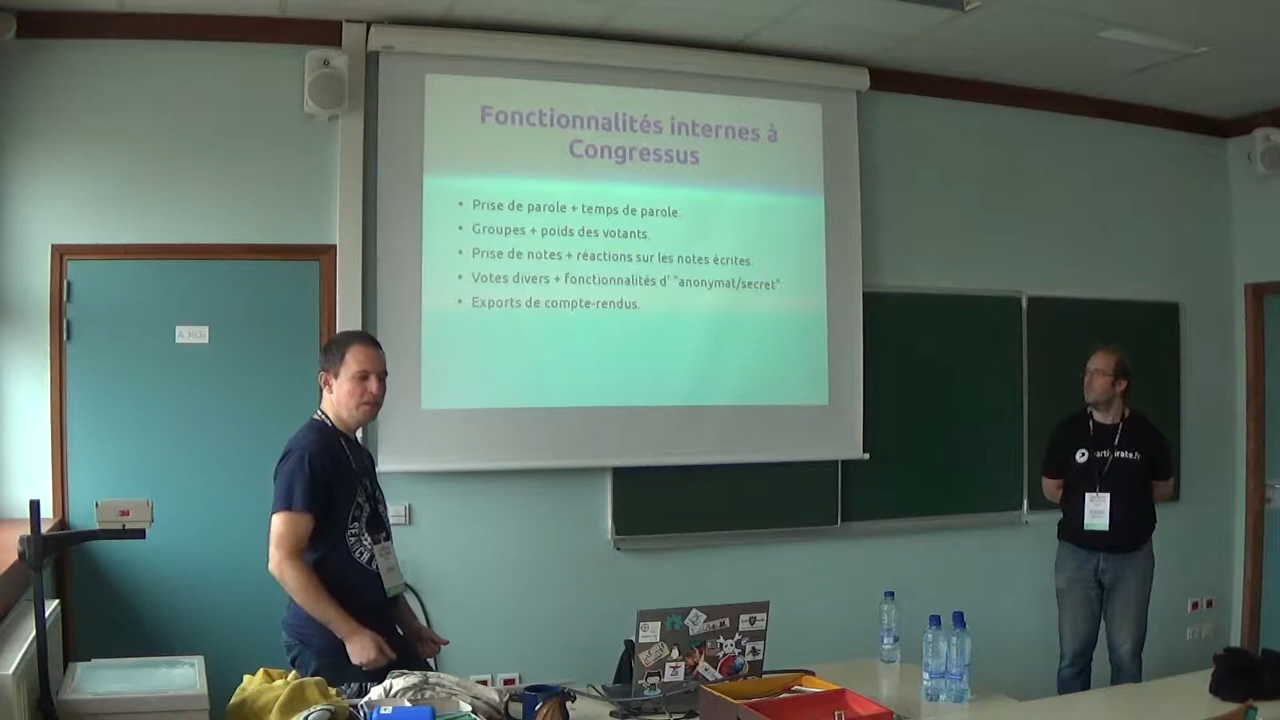 Fonctionnalités internes à
Congressus
• Prise de parole + temps de parole.
• Groupes + poids des votants.
• Prise de notes + réactions sur les notes écrites.
• Votes divers + fonctionnalités d' "anonymat/secret"
• Exports de compte-rendus.
SEARCH